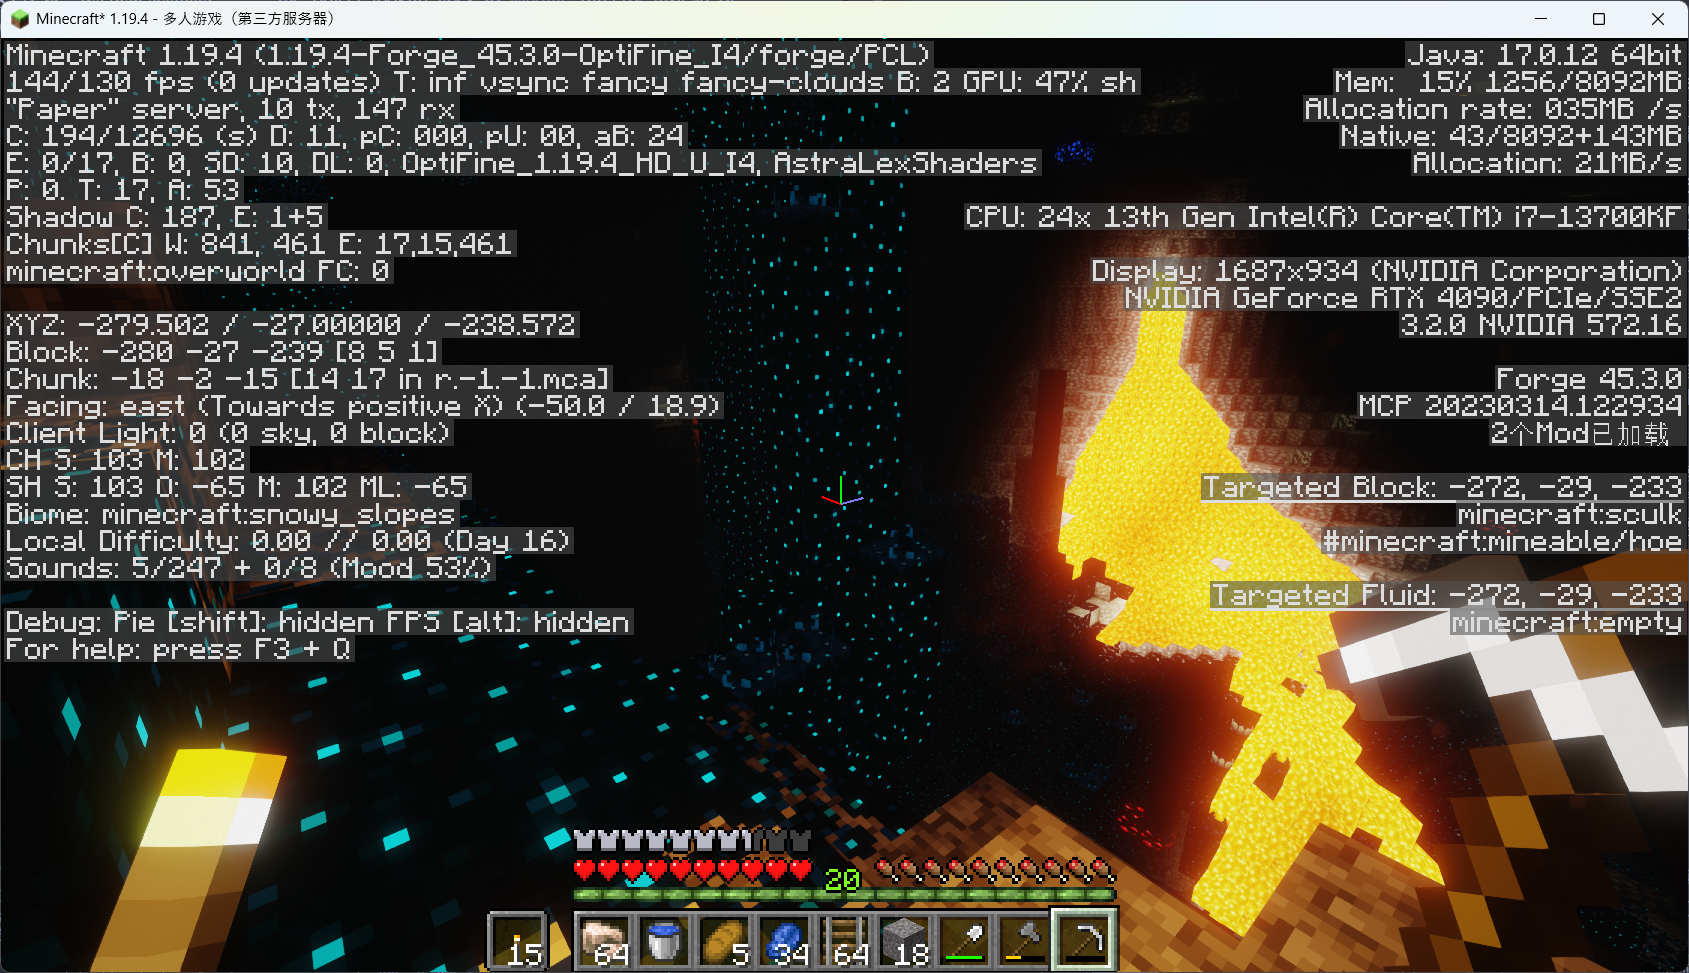 Minecraft* 1.19.4 - 多人游戏（第三方服务器）
Minecraft 1.19.4 (1.19.4-Forge_45.3.0-OptiFine_I4/forge/PCL)
144/130 fps (0 updates) T: inf vsync fancy fancy-clouds B: 2 GPU: 47% sh
"Paper" server, 10 tx, 147 rx
C: 194/12696 (s) D: 11, pC: 000, pU: 00, aB: 24
E: 0/17, B: 0, SD: 10, DL: 0, OptiFine_1.19.4_HD_U_I4, AstraLexShaders
P: 0. T: 17, A: 53
Shadow C: 187, E: 1+5
Chunks[C] W: 841, 461 E: 17,15,461
minecraft:overworld FC: 0
XYZ: -279.502 / -27.00000 / -238.572
Block: -280 -27 -239 [8 5 1]
Chunk: -18 -2 -15 [14 17 in r.-1.-1.mca]
Facing: east (Towards positive X) (-50.0 / 18.9)
Client Light: 0 (0 sky, 0 block)
CH S: 103 M: 102
SH S: 103 O: -65 M: 102 ML: -65
Biome: minecraft:snowy_slopes
Local Difficulty: 0.00 // 0.00 (Day 16)
Sounds: 5/247 + 0/8 (Mood 53%)
Debug: Pie [shift]: hidden FPS [alt]: hidden
For help: press F3 + Q
Java: 17.0.12 64bit
Mem: 15% 1256/8092MB
Allocation rate: 035MB /s
Native: 43/8092+143MB
Allocation: 21MB/s
CPU: 24x 13th Gen Intel(R) Core(TM) i7-13700KF
Display: 1687x934 (NVIDIA Corporation)
NVIDIA GeForce RTX 4090/PCIe/SSE2
3.2.0 NVIDIA 572.16
Forge 45.3.0
MCP 20230314.122934
2个Mod已加载
Targeted Block: -272, -29, -233
minecraft:sculk
#minecraft:mineable/hoe
Targeted Fluid: -272, -29, -233
minecraft:empty
20
15
64
5
34
64
18